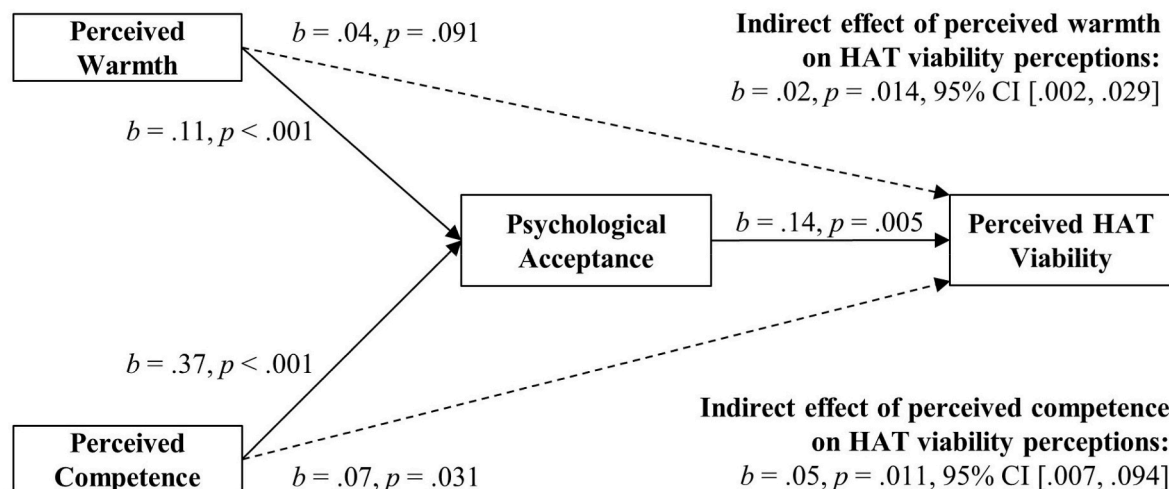 Perceived
Warmth
b = .04, p = .091
Indirect effect of perceived warmth
on HAT viability perceptions:
b = .02, p = .014, 95% CI [.002, .029]
b = .11, p < .001
Psychological
Acceptance
b = .14, p = .005
Perceived HAT
Viability
b = .37, p < .001
Perceived
Competence
b = .07, p = .031
Indirect effect of perceived competence
on HAT viability perceptions:
b = .05, p = .011, 95% CI [.007, .094]